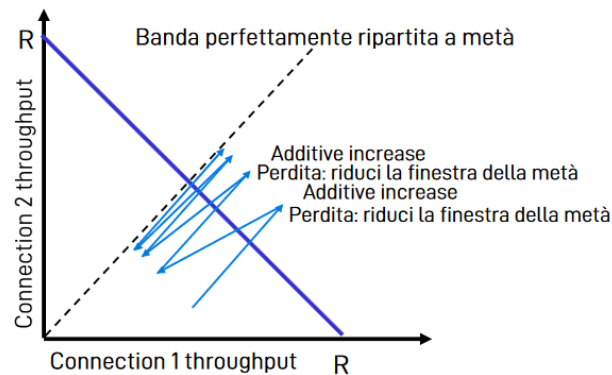 R
Banda perfettamente ripartita a metà
Connection 2 throughput
Additive increase
Perdita: riduci la finestra della metà
Additive increase
Perdita: riduci la finestra della metà
Connection 1 throughput
R